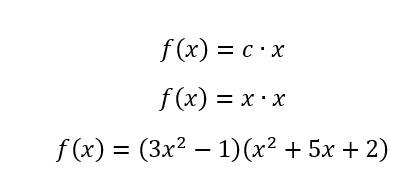 f(x) = c · x
f(x) = x · x
f(x) = (3x² − 1)(x² + 5x + 2)